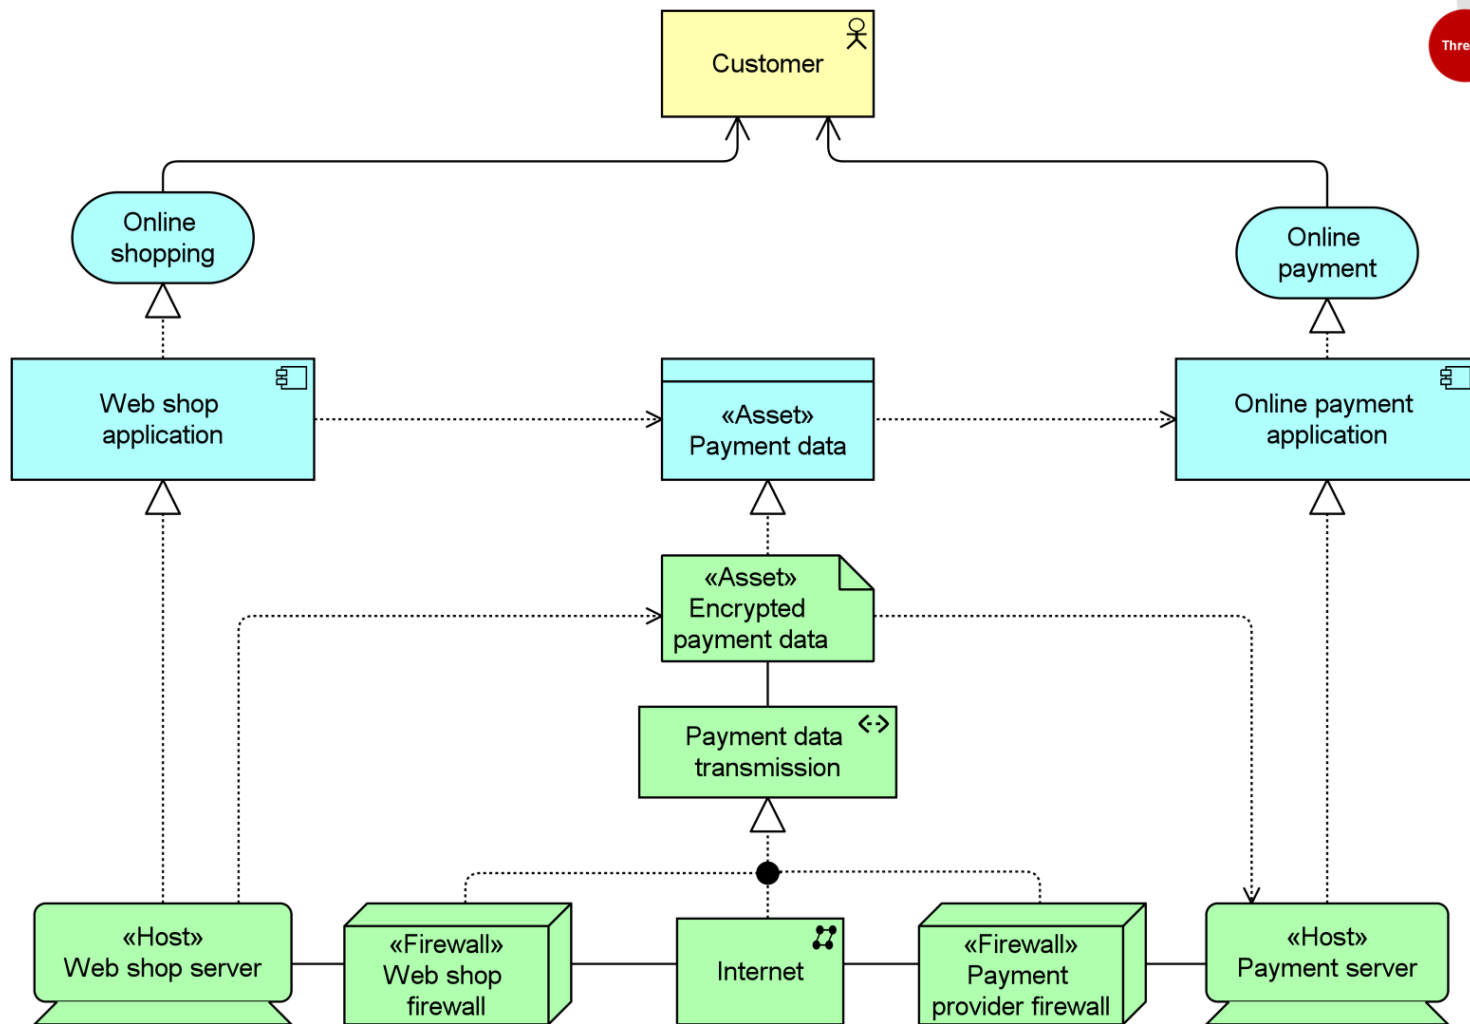 Customer
Online
shopping
Online
payment
Web shop
application
«Asset»
Payment data
Online payment
application
«Asset»
Encrypted
payment data
Payment data
transmission
«Host»
Web shop server
«Firewall»
Web shop
firewall
Internet
«Firewall»
Payment
provider firewall
«Host»
Payment server